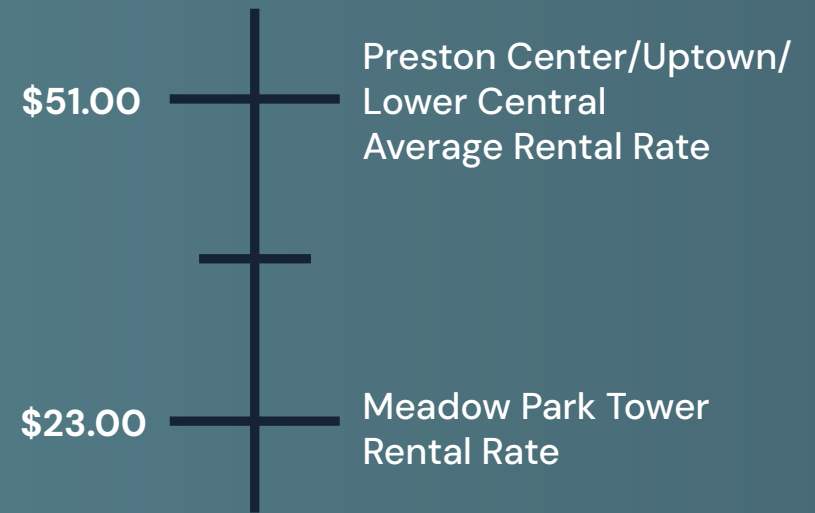 $51.00
Preston Center/Uptown/
Lower Central
Average Rental Rate
$23.00
Meadow Park Tower
Rental Rate